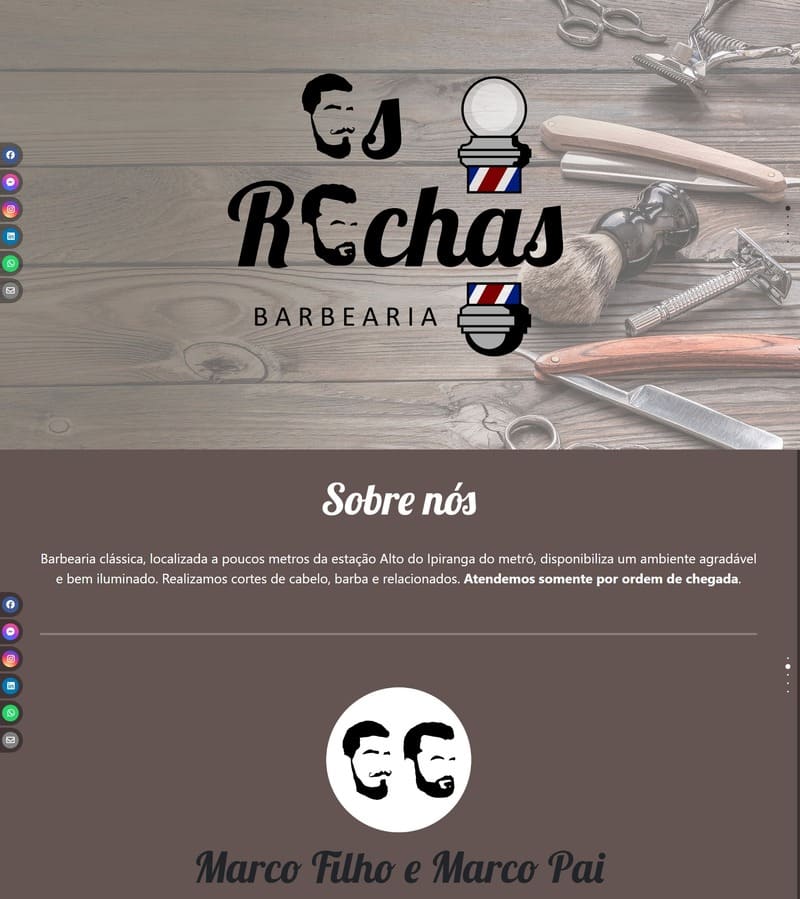 Os
Rochas
BARBEARIA
Sobre nós
Barbearia clássica, localizada a poucos metros da estação Alto do Ipiranga do metrô, disponibiliza um ambiente agradável
e bem iluminado. Realizamos cortes de cabelo, barba e relacionados. Atendemos somente por ordem de chegada.
Marco Filho e Marco Pai